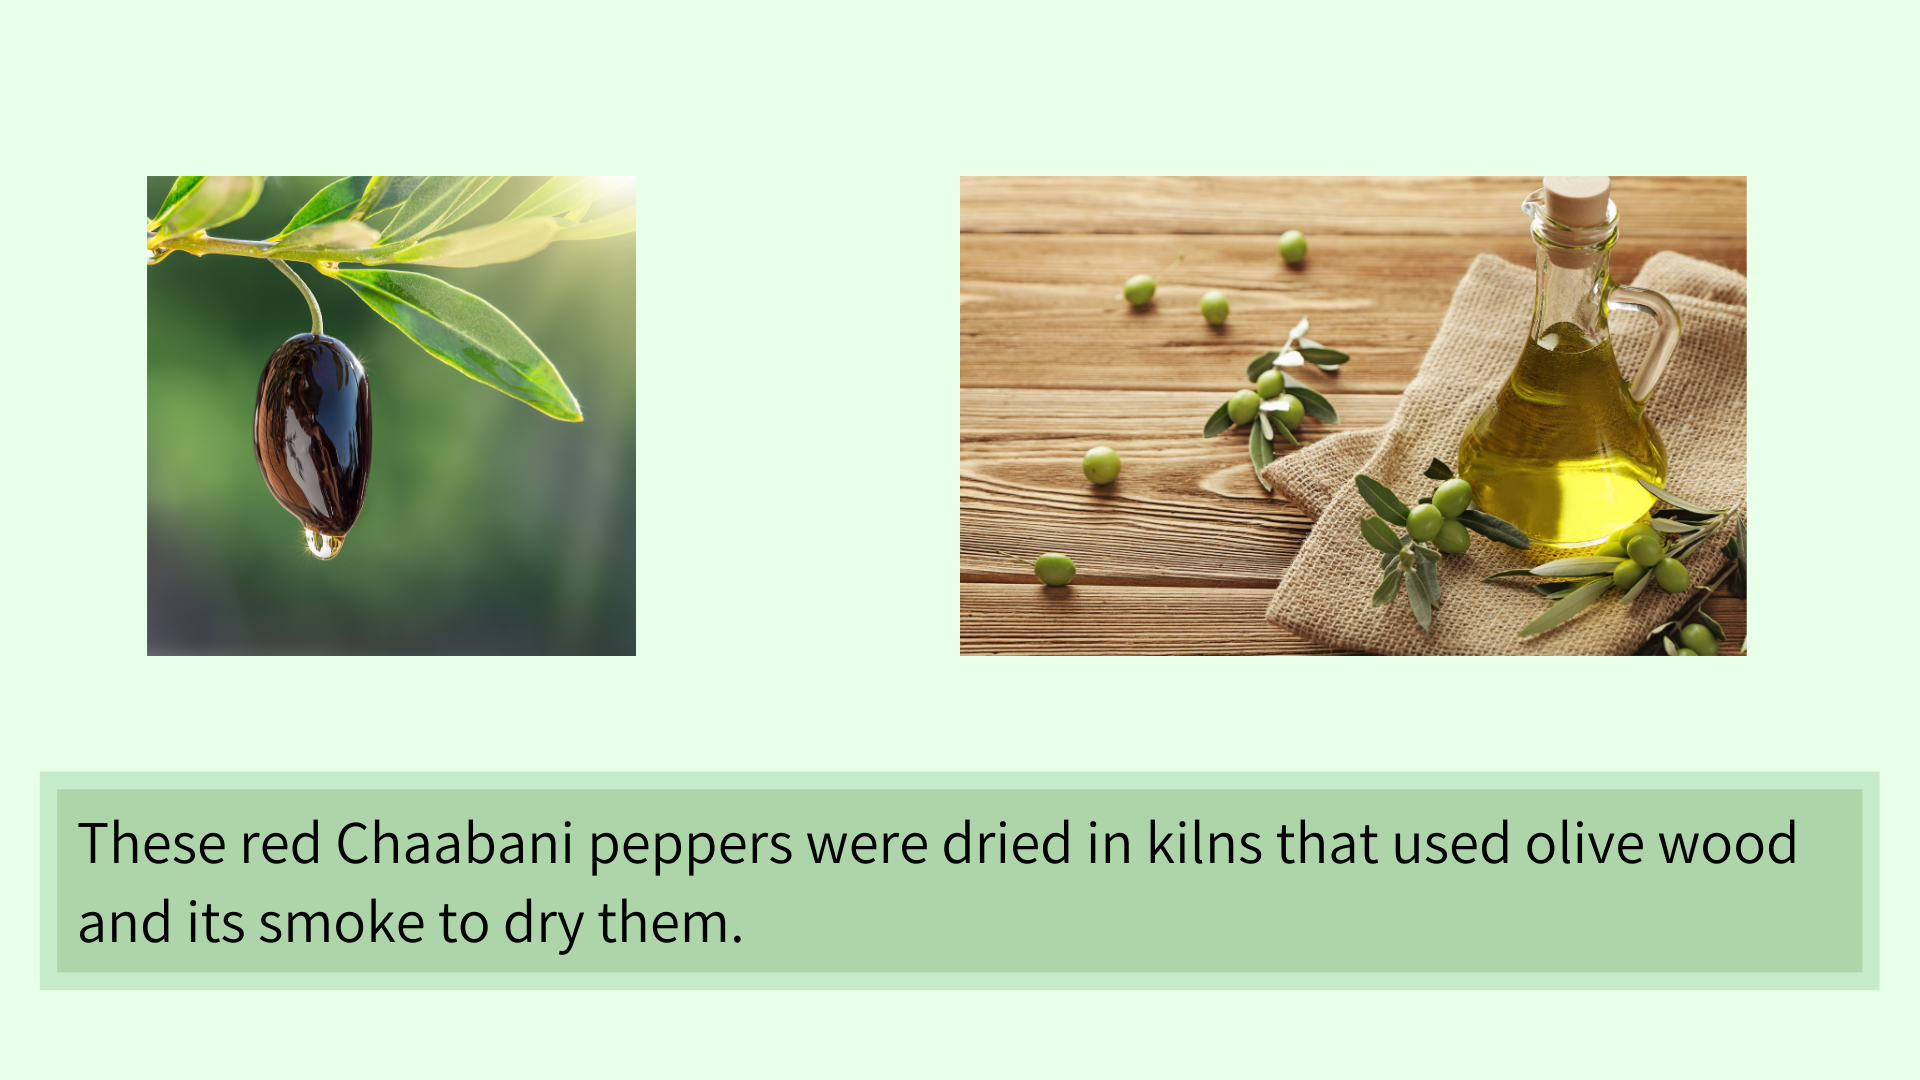 These red Chaabani peppers were dried in kilns that used olive wood
and its smoke to dry them.